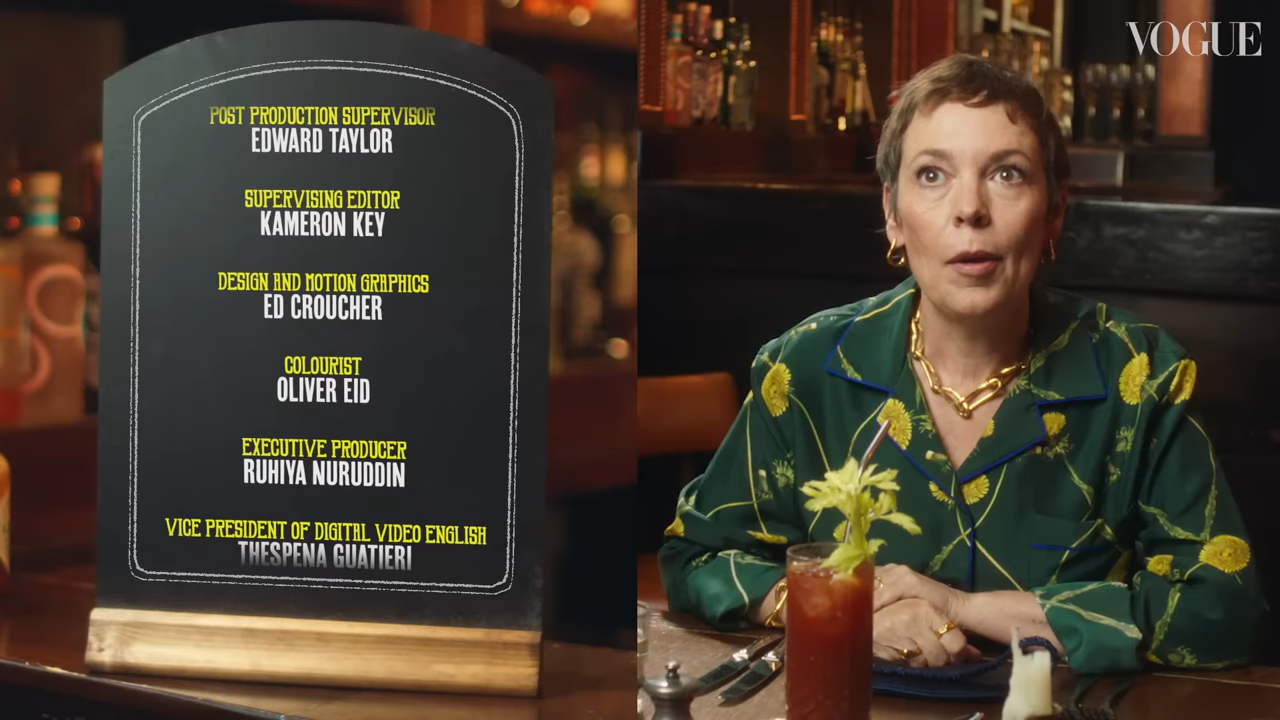 POST PRODUCTION SUPERVISOR
EDWARD TAYLOR
SUPERVISING EDITOR
KAMERON KEY
DESIGN AND MOTION GRAPHICS
ED CROUCHER
COLOURIST
OLIVER EID
EXECUTIVE PRODUCER
RUHIYA NURUDDIN
VICE PRESIDENT OF DIGITAL VIDEO ENGLISH
THESPENA GUATIERI
VOGUE